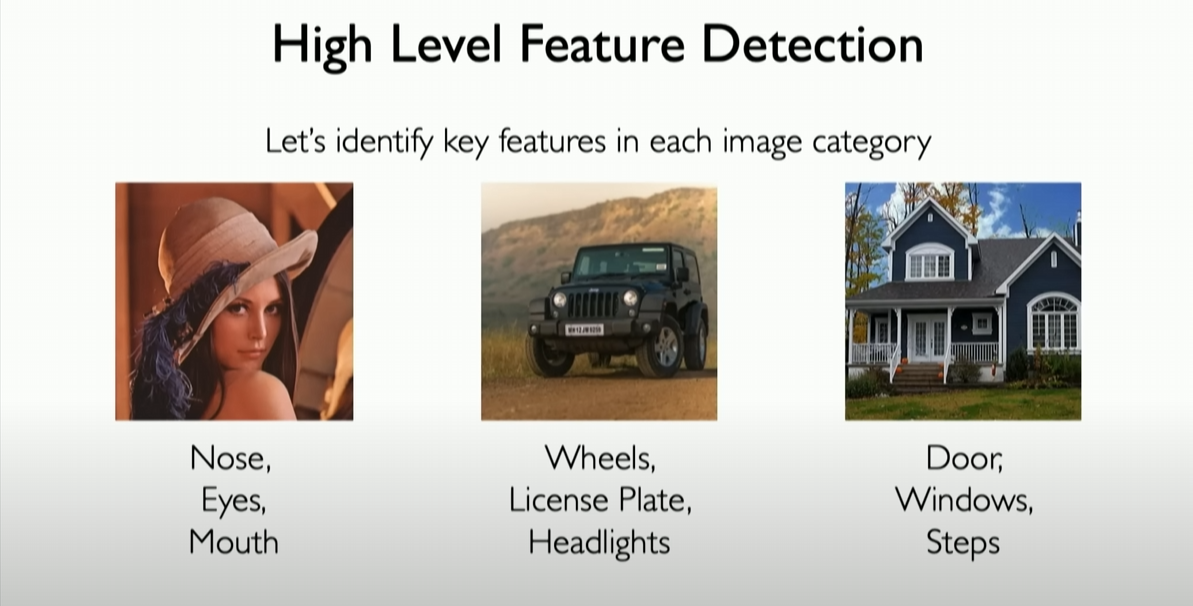 High Level Feature Detection
Let's identify key features in each image category
Nose,
Eyes,
Mouth
Wheels,
License Plate,
Headlights
Door,
Windows,
Steps